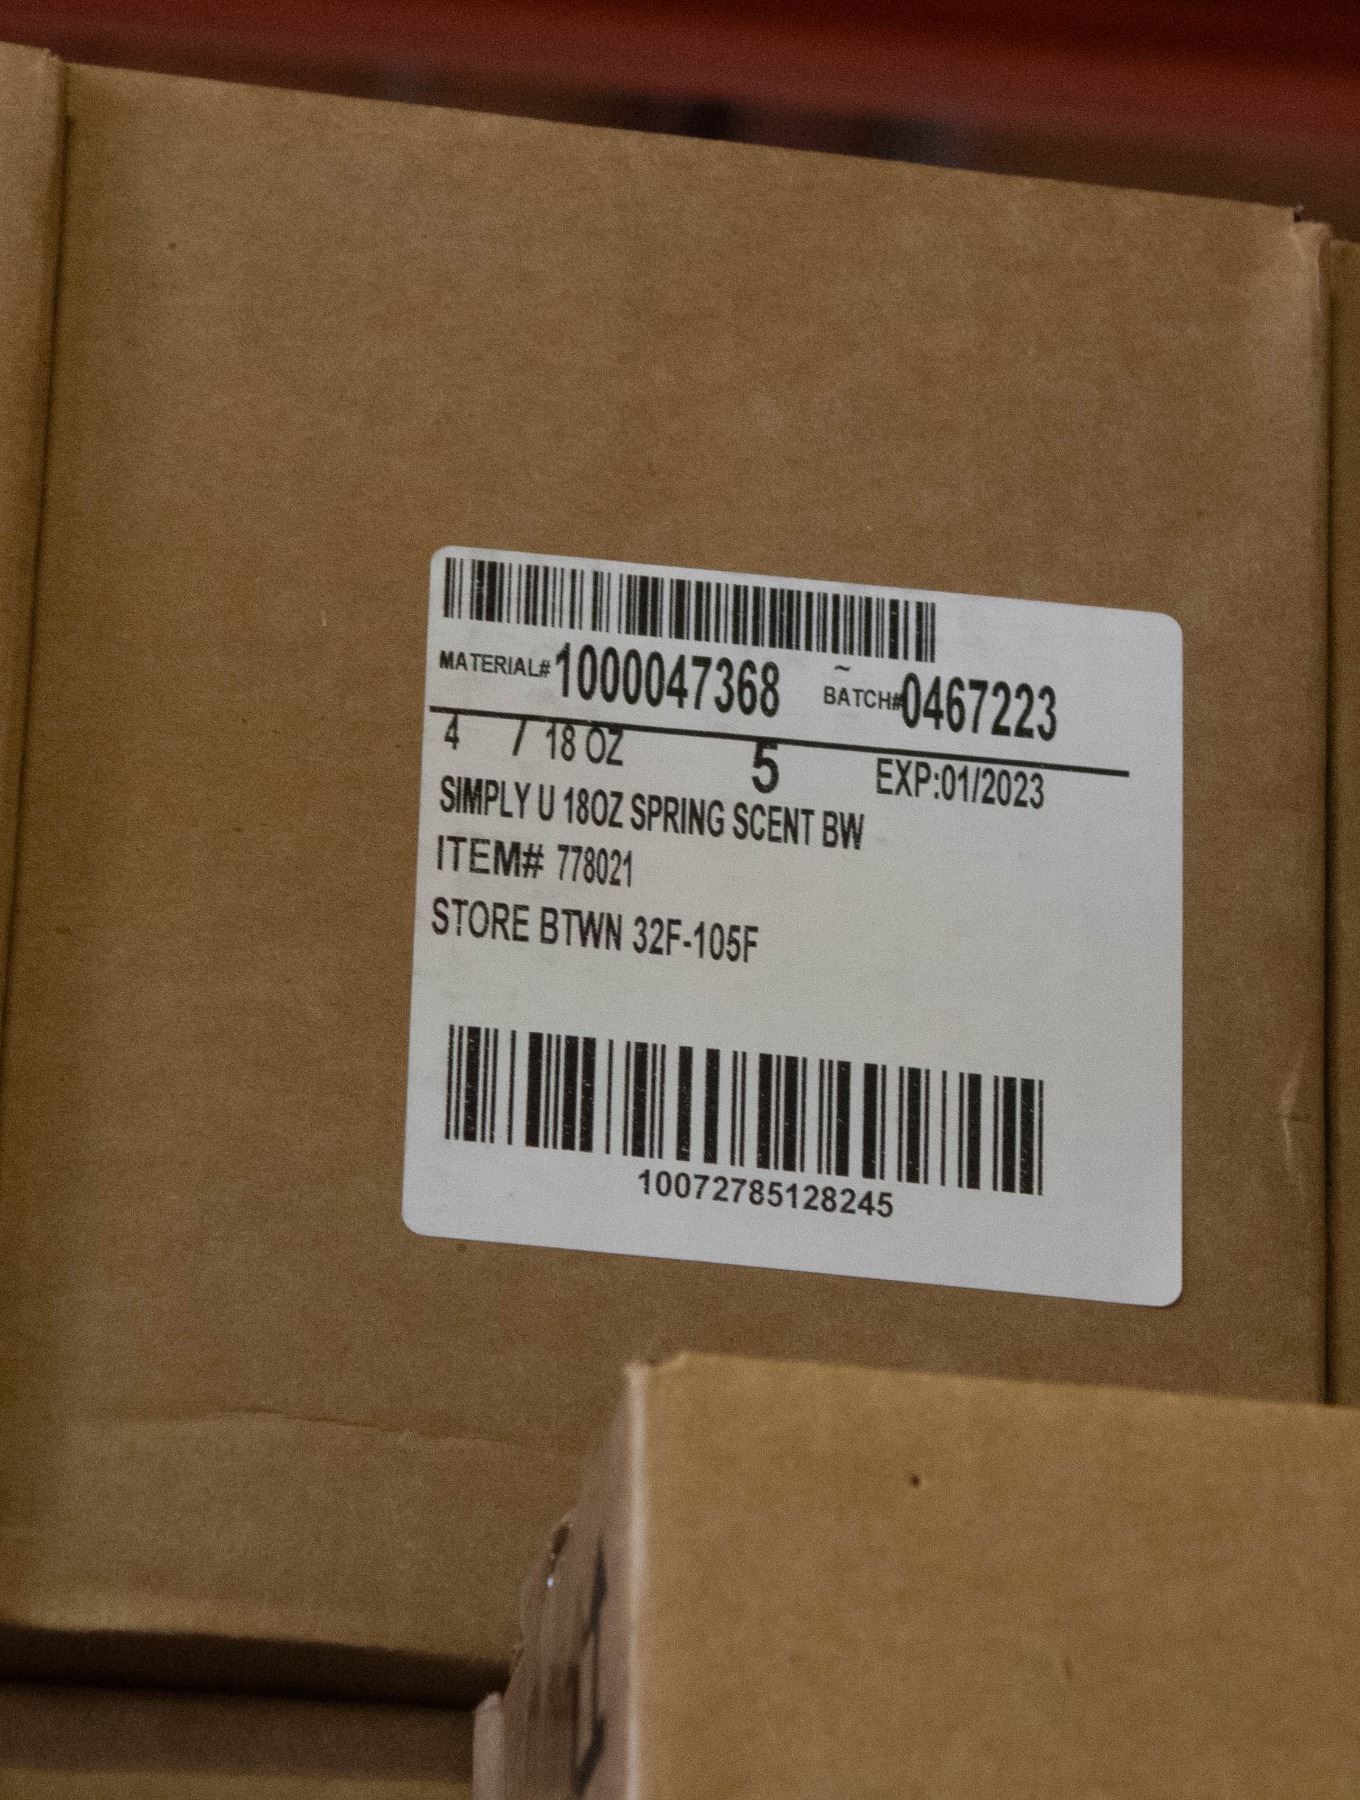 MATERIAL# 1000047368 ~ BATCH# 0467223
4 / 18 OZ 5 EXP:01/2023
SIMPLY U 18OZ SPRING SCENT BW
ITEM# 778021
STORE BTWN 32F-105F
10072785128245